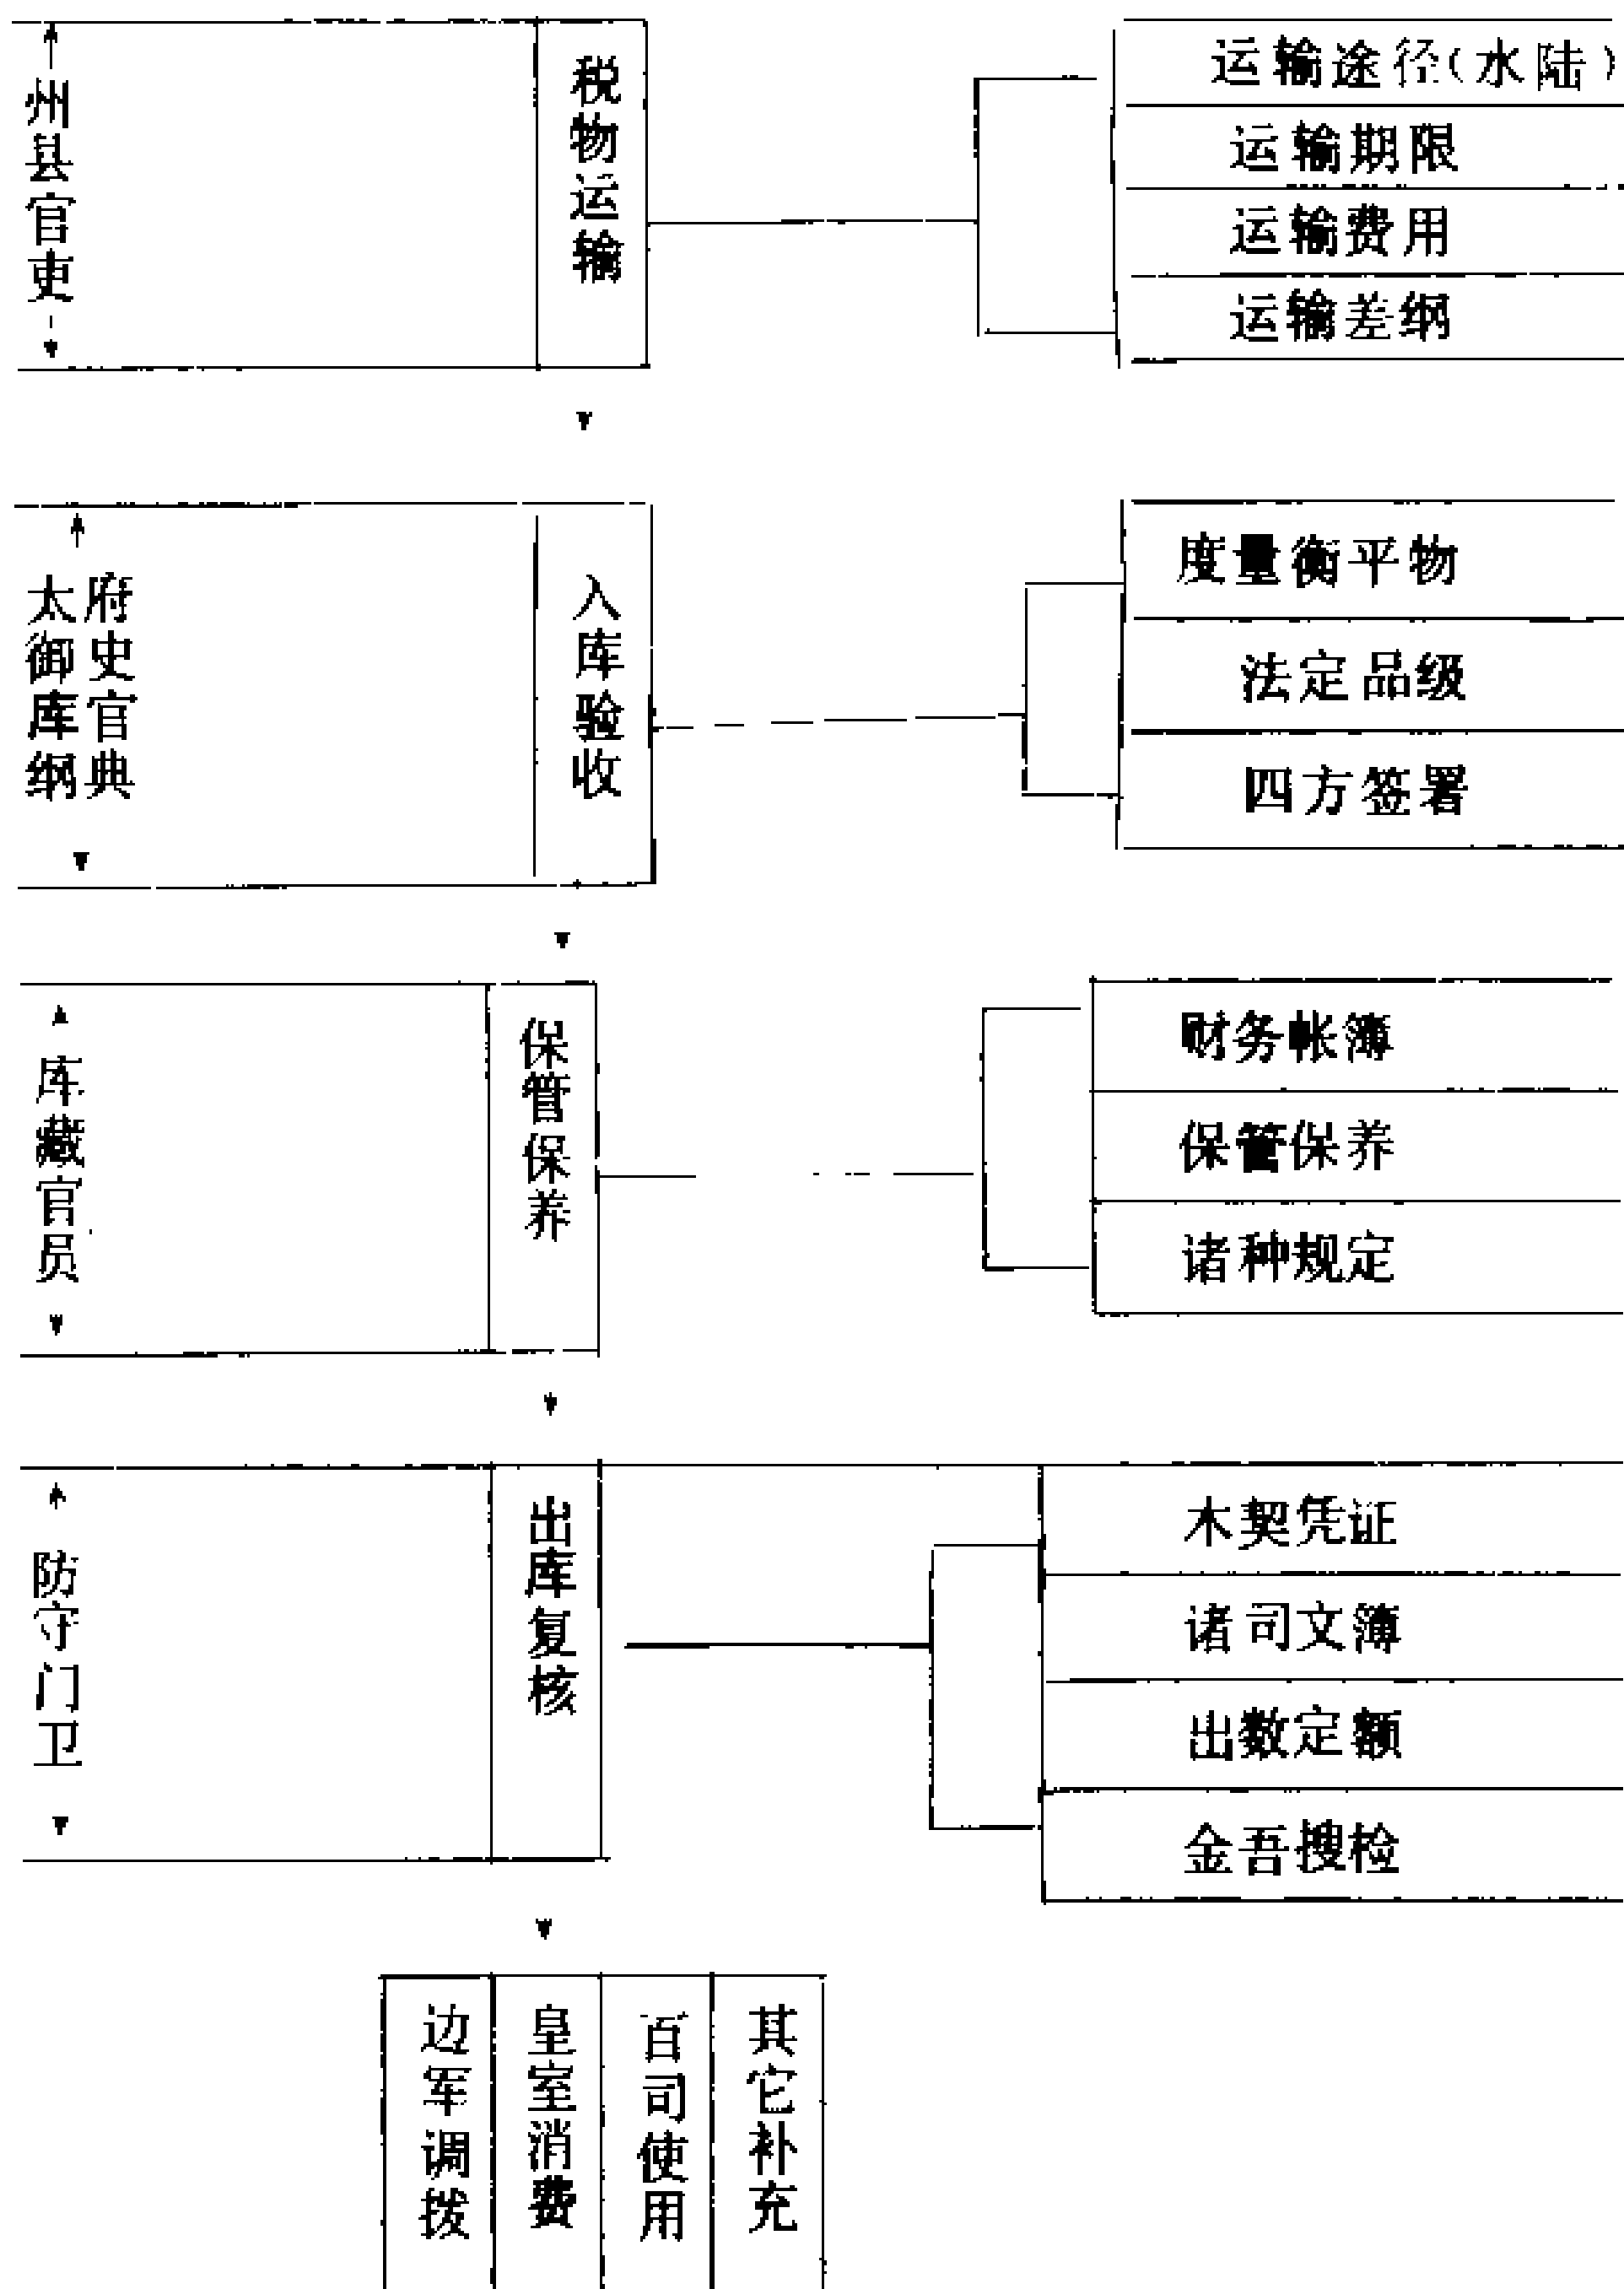 州县官吏
税物运输
运输途径(水陆)
运输期限
运输费用
运输差纲
太府
御史
库官
纲典
入库验收
度量衡平物
法定品级
四方签署
库藏官员
保管保养
财务帐簿
保管保养
诸种规定
防守门卫
出库复核
木契凭证
诸司文簿
出数定额
金吾搜检
边军调拨
皇室消费
百司使用
其它补充